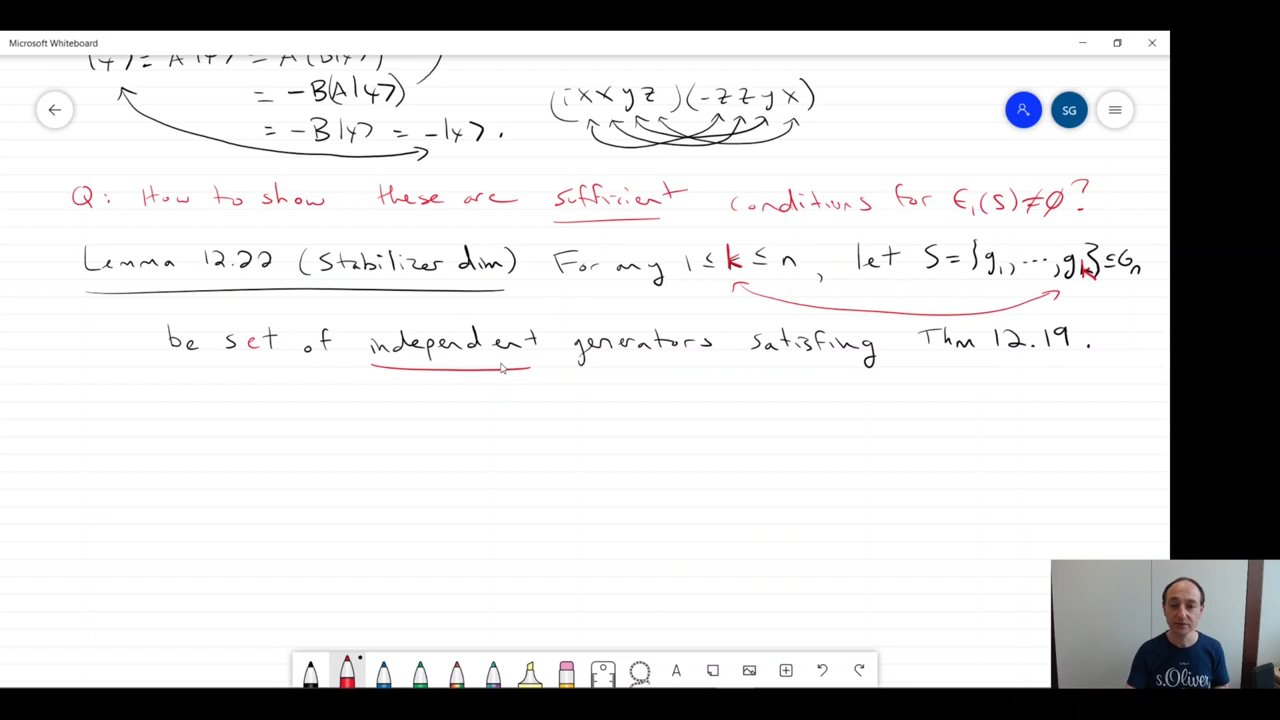 Microsoft Whiteboard
|ψ⟩ = A|ψ⟩ = A(B|ψ⟩)
= -B(A|ψ⟩)
= -B|ψ⟩ = -|ψ⟩.
(iXXYZ)(-ZZYX)
SG
Q: How to show these are sufficient conditions for E₁(S)≠∅?
Lemma 12.22 (Stabilizer dim) For any 1 ≤ k ≤ n, let S={g₁,...,gₖ}≤Gₙ
be set of independent generators satisfing Thm 12.19.
A
s.Oliver